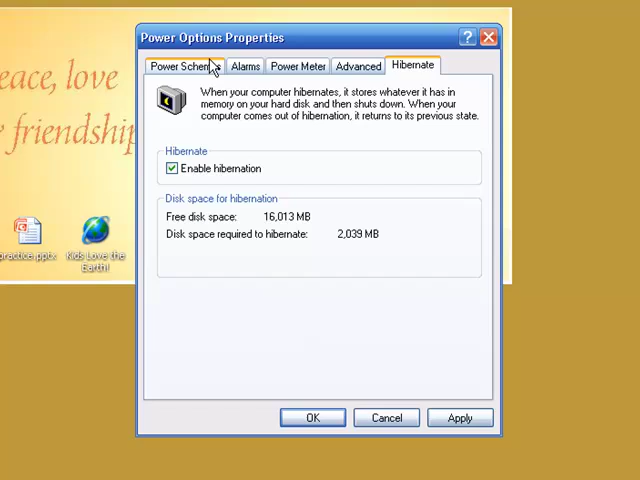 eace, love
friendship
practice.pptx
Kids Love the
Earth!
Power Options Properties
Power Schemes
Alarms
Power Meter
Advanced
Hibernate
When your computer hibernates, it stores whatever it has in
memory on your hard disk and then shuts down. When your
computer comes out of hibernation, it returns to its previous state.
Hibernate
Enable hibernation
Disk space for hibernation
Free disk space: 16,013 MB
Disk space required to hibernate: 2,039 MB
OK
Cancel
Apply